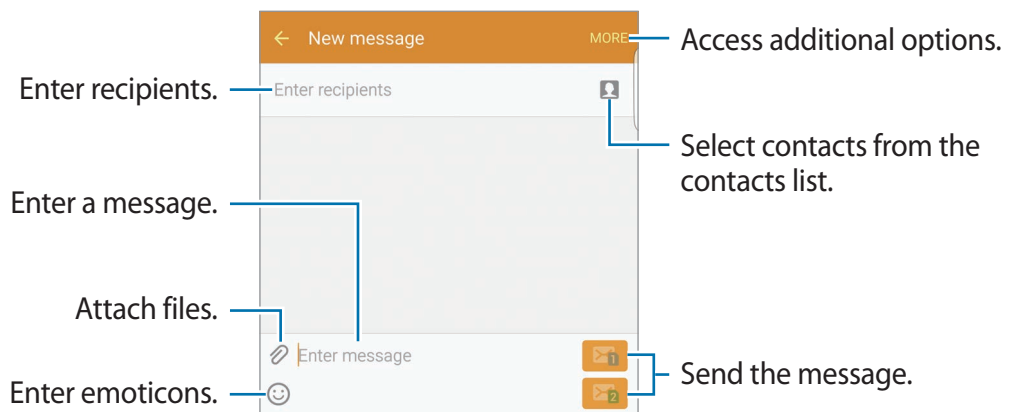 New message
MORE
Access additional options.
Enter recipients.
Enter recipients
Select contacts from the
contacts list.
Enter a message.
Attach files.
Enter message
1
Send the message.
Enter emoticons.
2